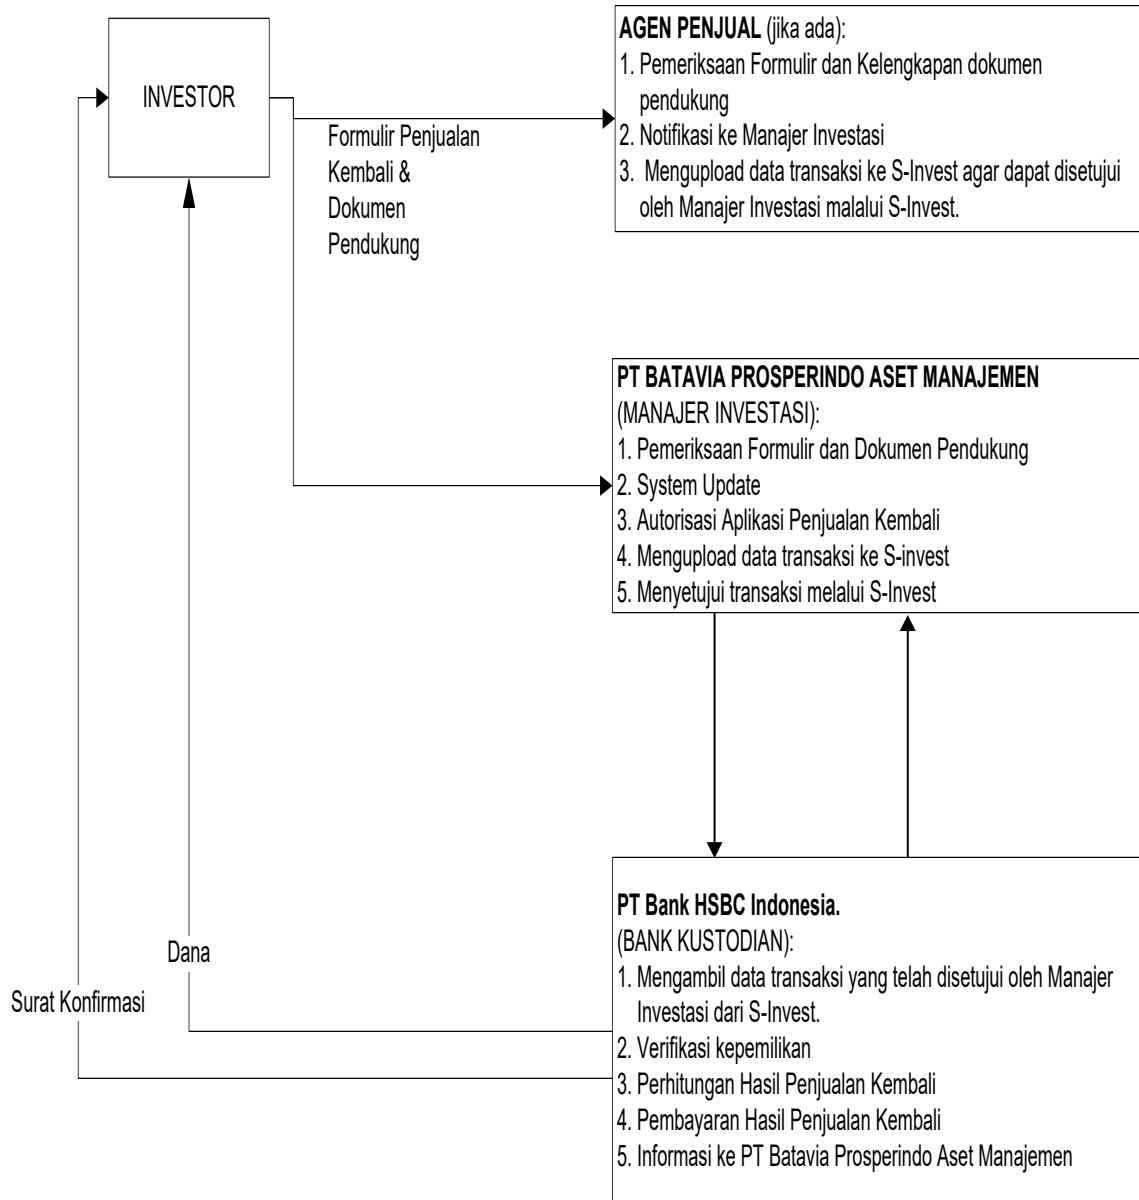 INVESTOR
Formulir Penjualan
Kembali &
Dokumen
Pendukung
AGEN PENJUAL (jika ada):
1. Pemeriksaan Formulir dan Kelengkapan dokumen
pendukung
2. Notifikasi ke Manajer Investasi
3. Mengupload data transaksi ke S-Invest agar dapat disetujui
oleh Manajer Investasi malalui S-Invest.
PT BATAVIA PROSPERINDO ASET MANAJEMEN
(MANAJER INVESTASI):
1. Pemeriksaan Formulir dan Dokumen Pendukung
2. System Update
3. Autorisasi Aplikasi Penjualan Kembali
4. Mengupload data transaksi ke S-invest
5. Menyetujui transaksi melalui S-Invest
PT Bank HSBC Indonesia.
(BANK KUSTODIAN):
1. Mengambil data transaksi yang telah disetujui oleh Manajer
Investasi dari S-Invest.
2. Verifikasi kepemilikan
3. Perhitungan Hasil Penjualan Kembali
4. Pembayaran Hasil Penjualan Kembali
5. Informasi ke PT Batavia Prosperindo Aset Manajemen
Dana
Surat Konfirmasi